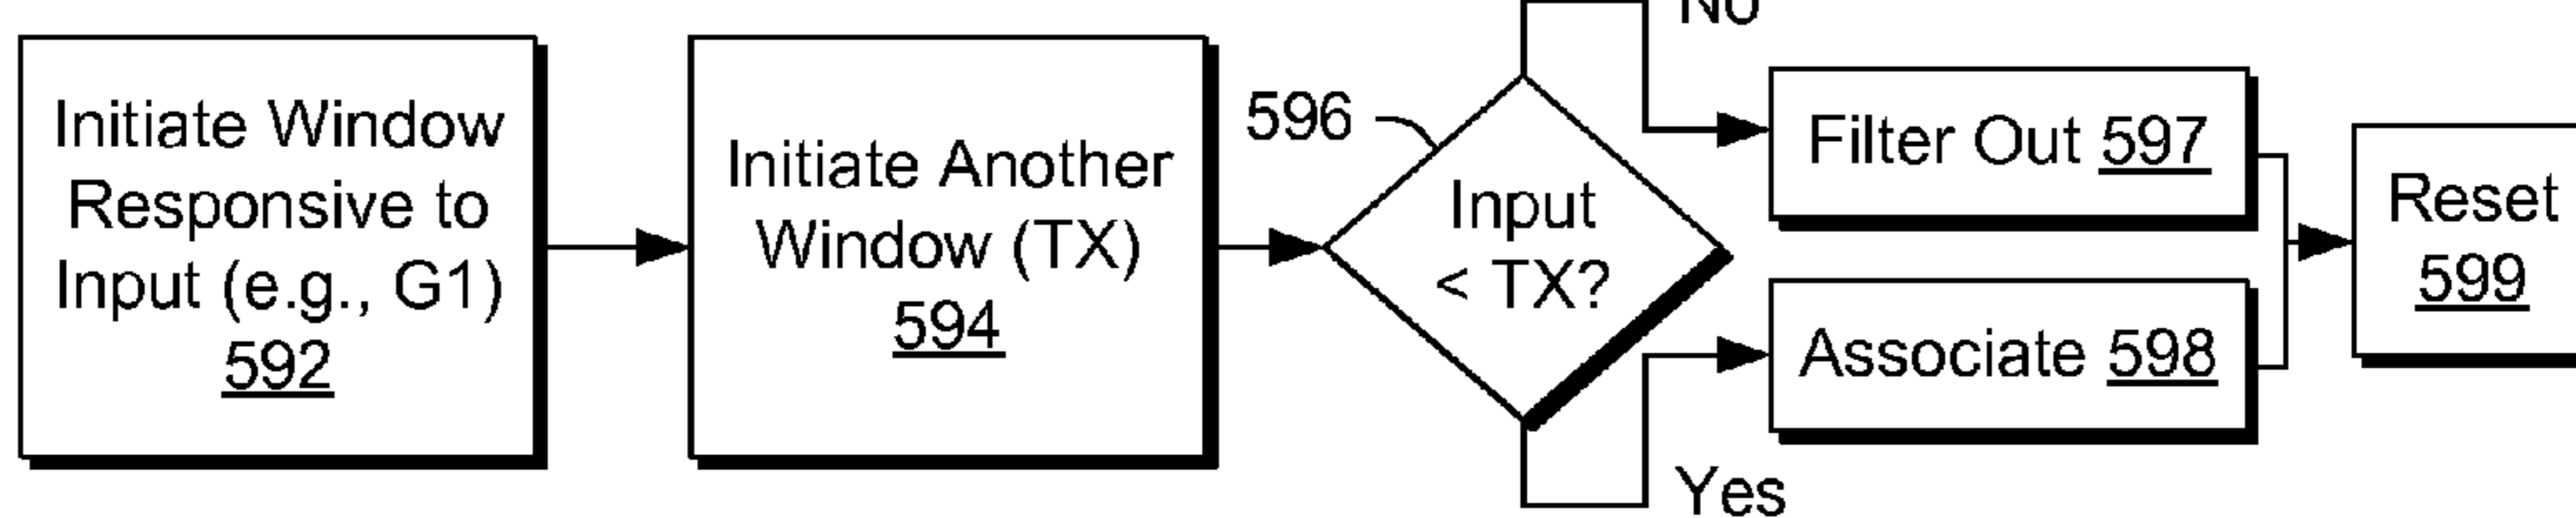 Initiate Window
Responsive to
Input (e.g., G1)
592
Initiate Another
Window (TX)
594
596
Input
< TX?
No
Filter Out 597
Yes
Associate 598
Reset
599